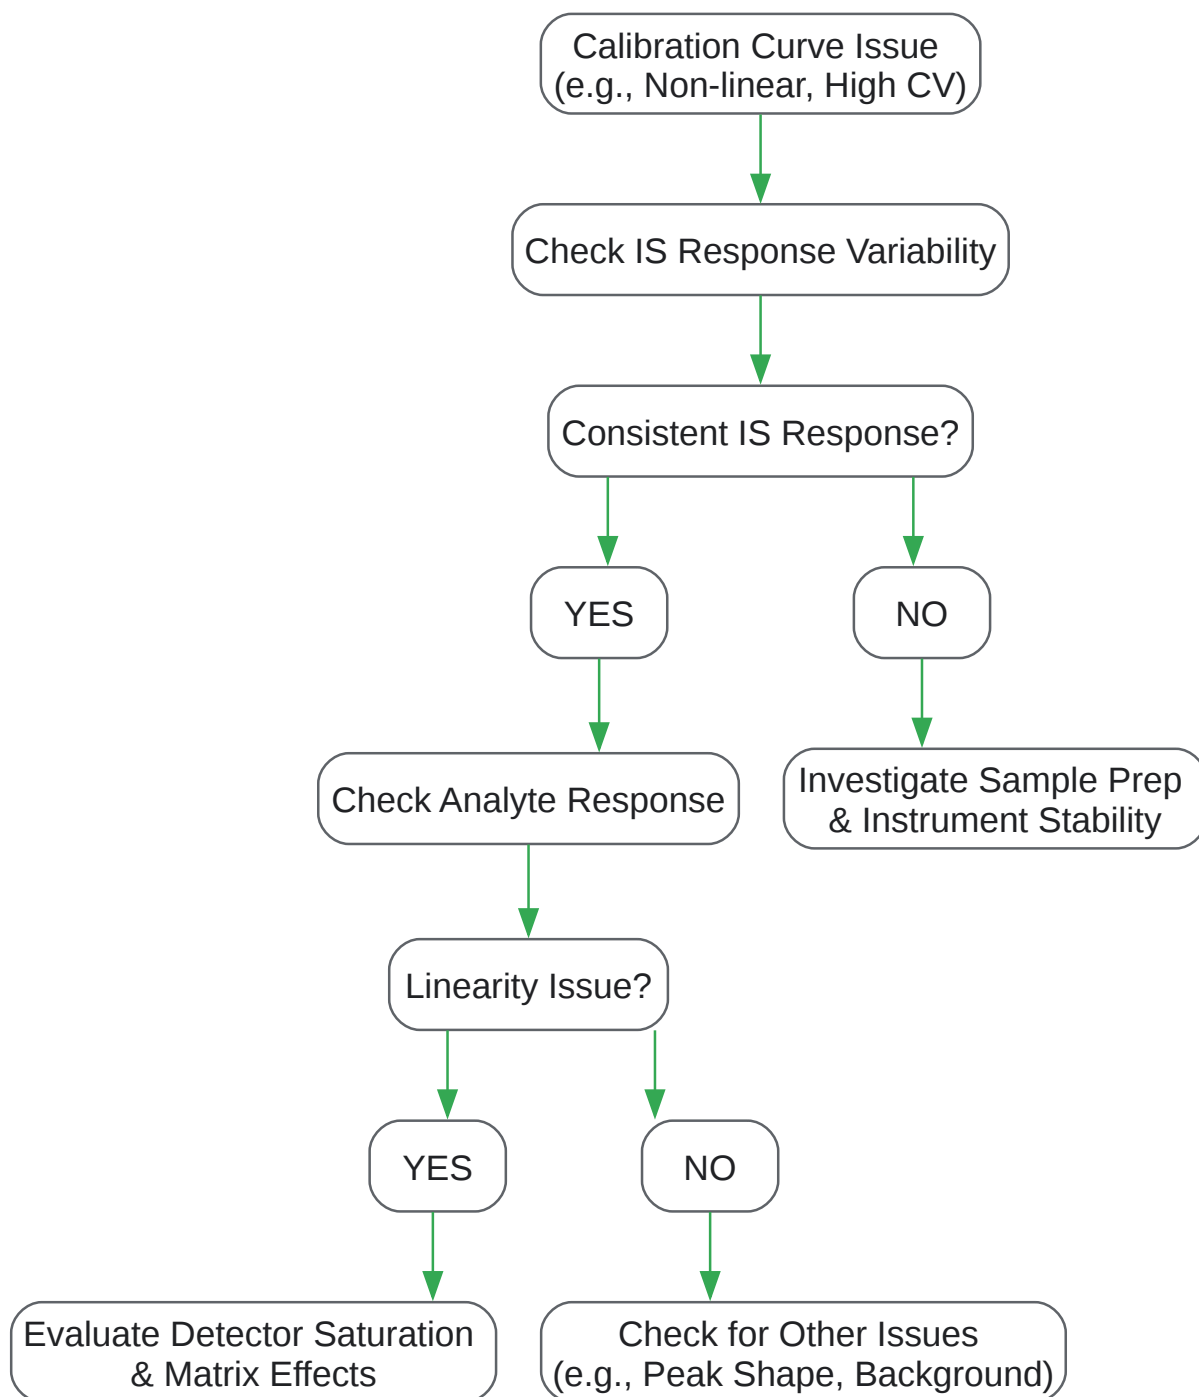 Calibration Curve Issue
(e.g., Non-linear, High CV)
Check IS Response Variability
Consistent IS Response?
YES
NO
Check Analyte Response
Investigate Sample Prep
& Instrument Stability
Linearity Issue?
YES
NO
Evaluate Detector Saturation
& Matrix Effects
Check for Other Issues
(e.g., Peak Shape, Background)